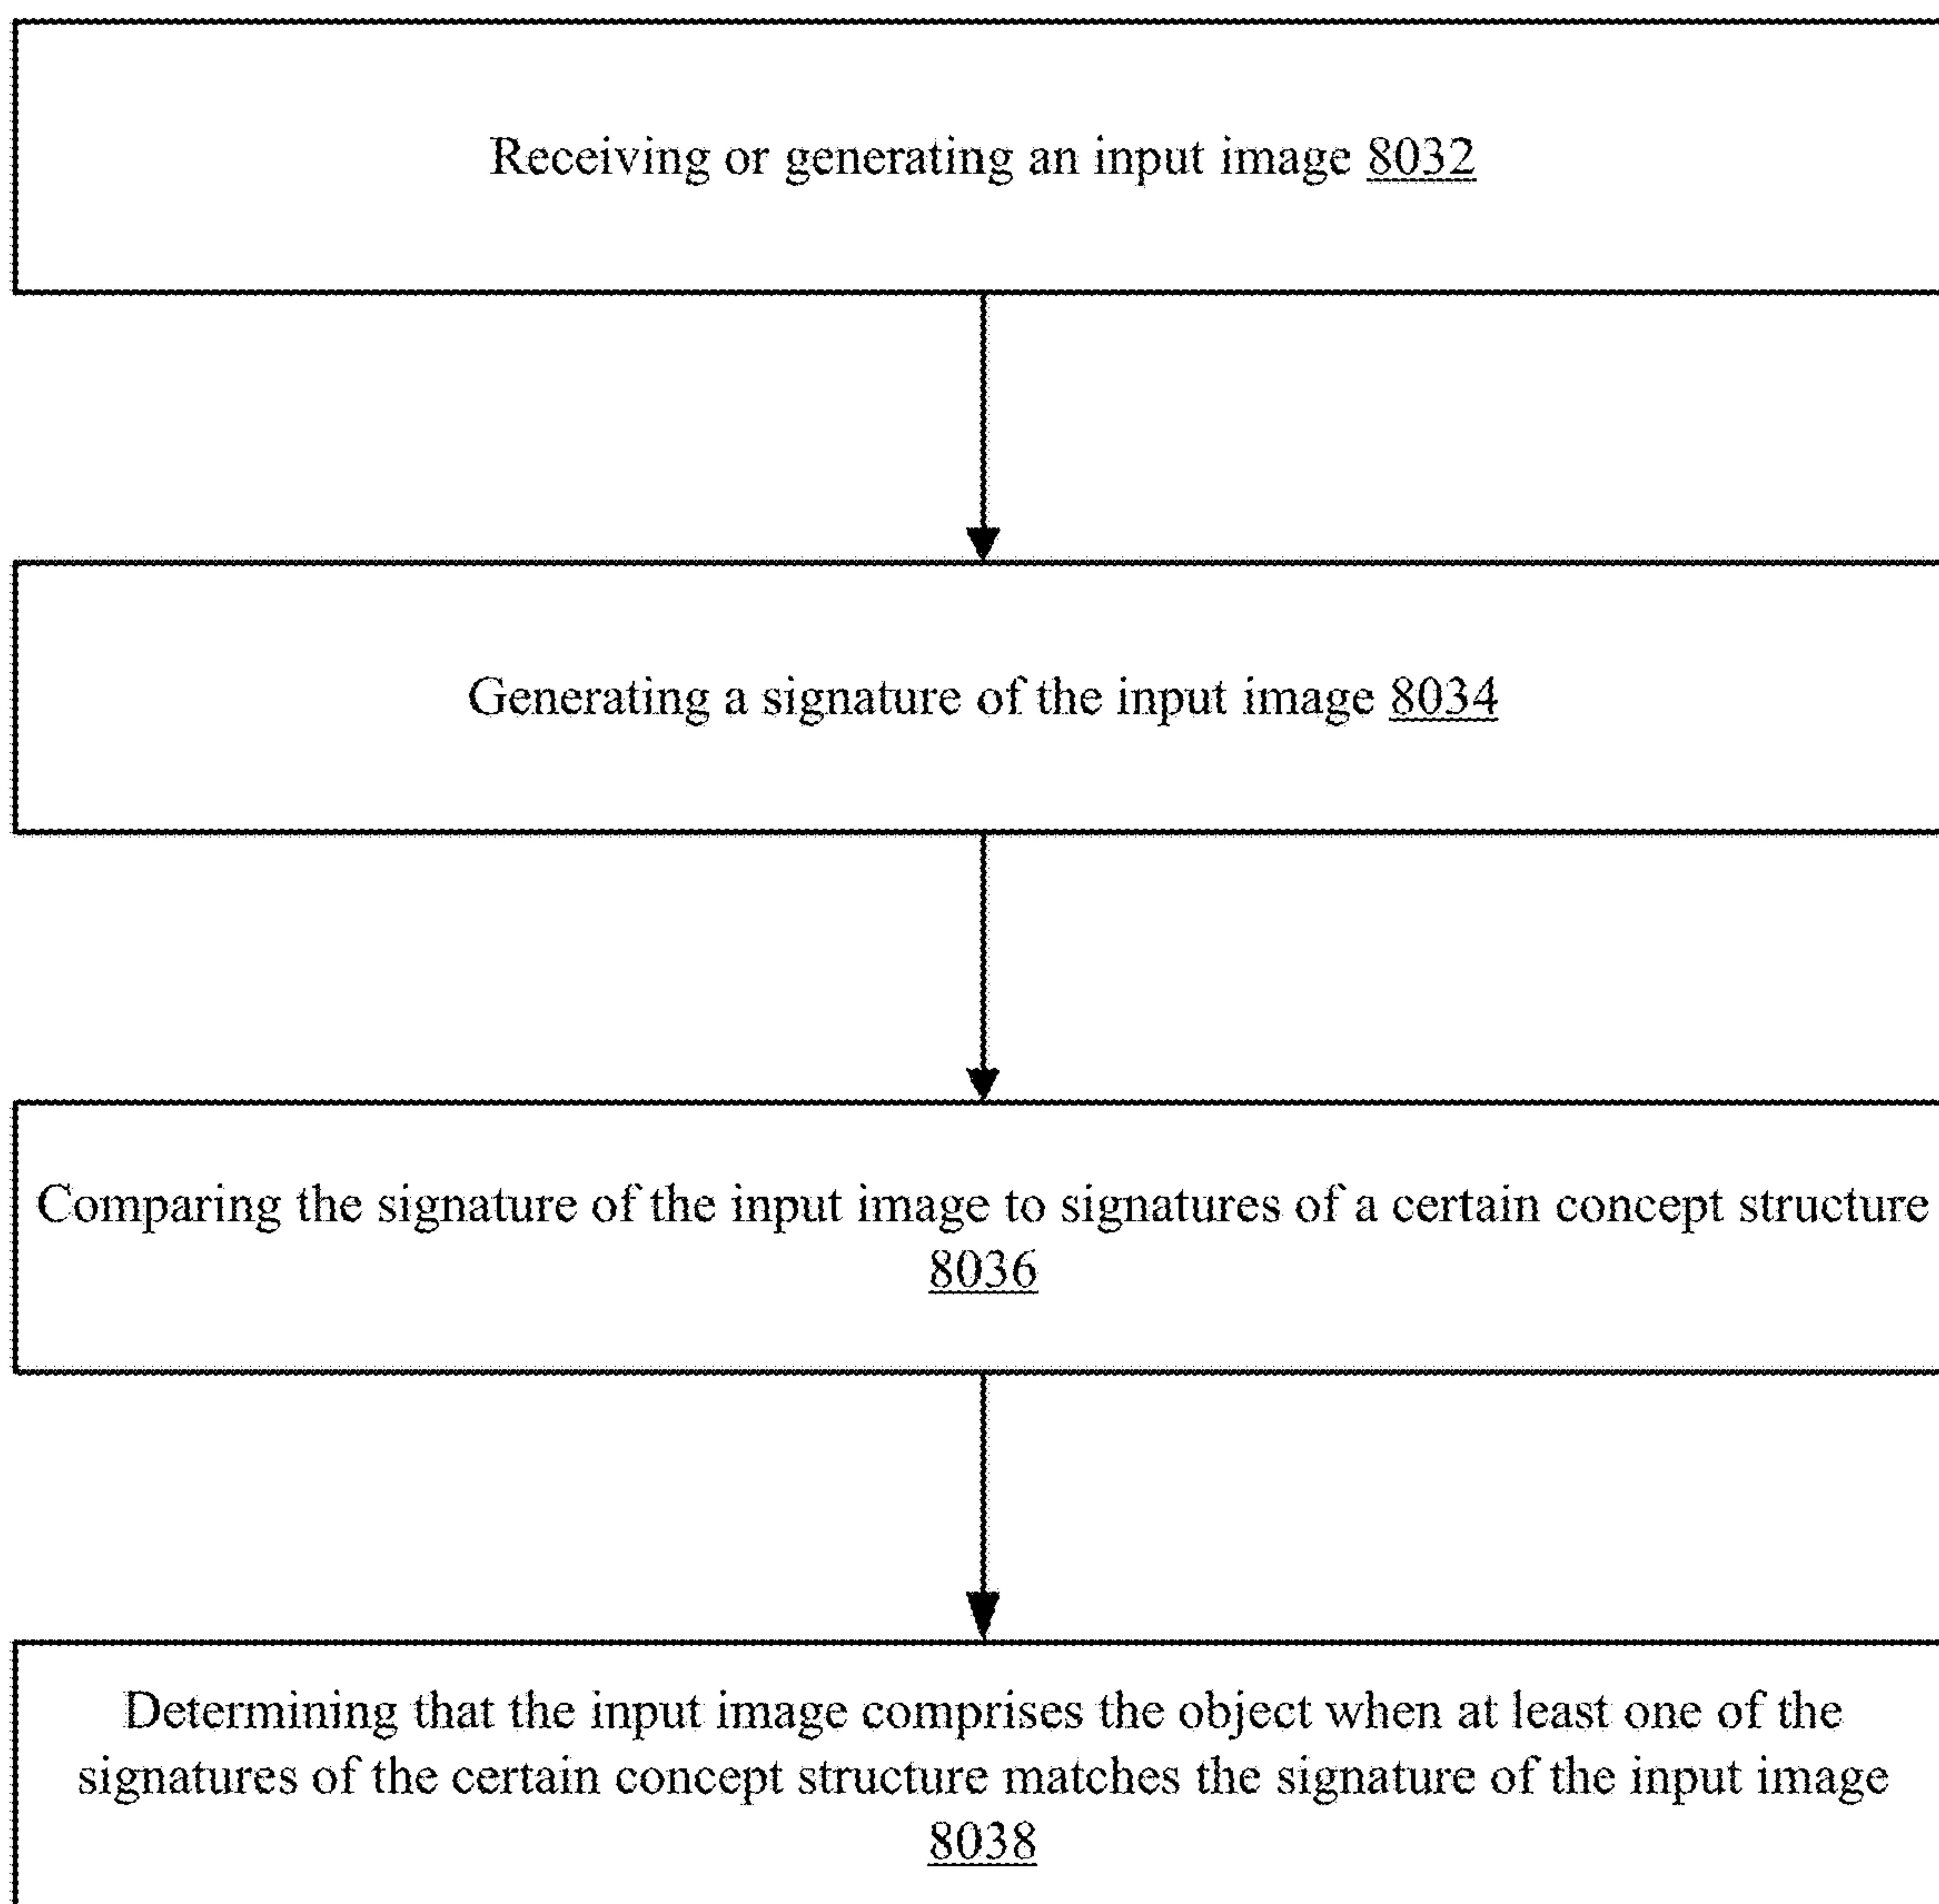 Receiving or generating an input image 8032
Generating a signature of the input image 8034
Comparing the signature of the input image to signatures of a certain concept structure
8036
Determining that the input image comprises the object when at least one of the
signatures of the certain concept structure matches the signature of the input image
8038